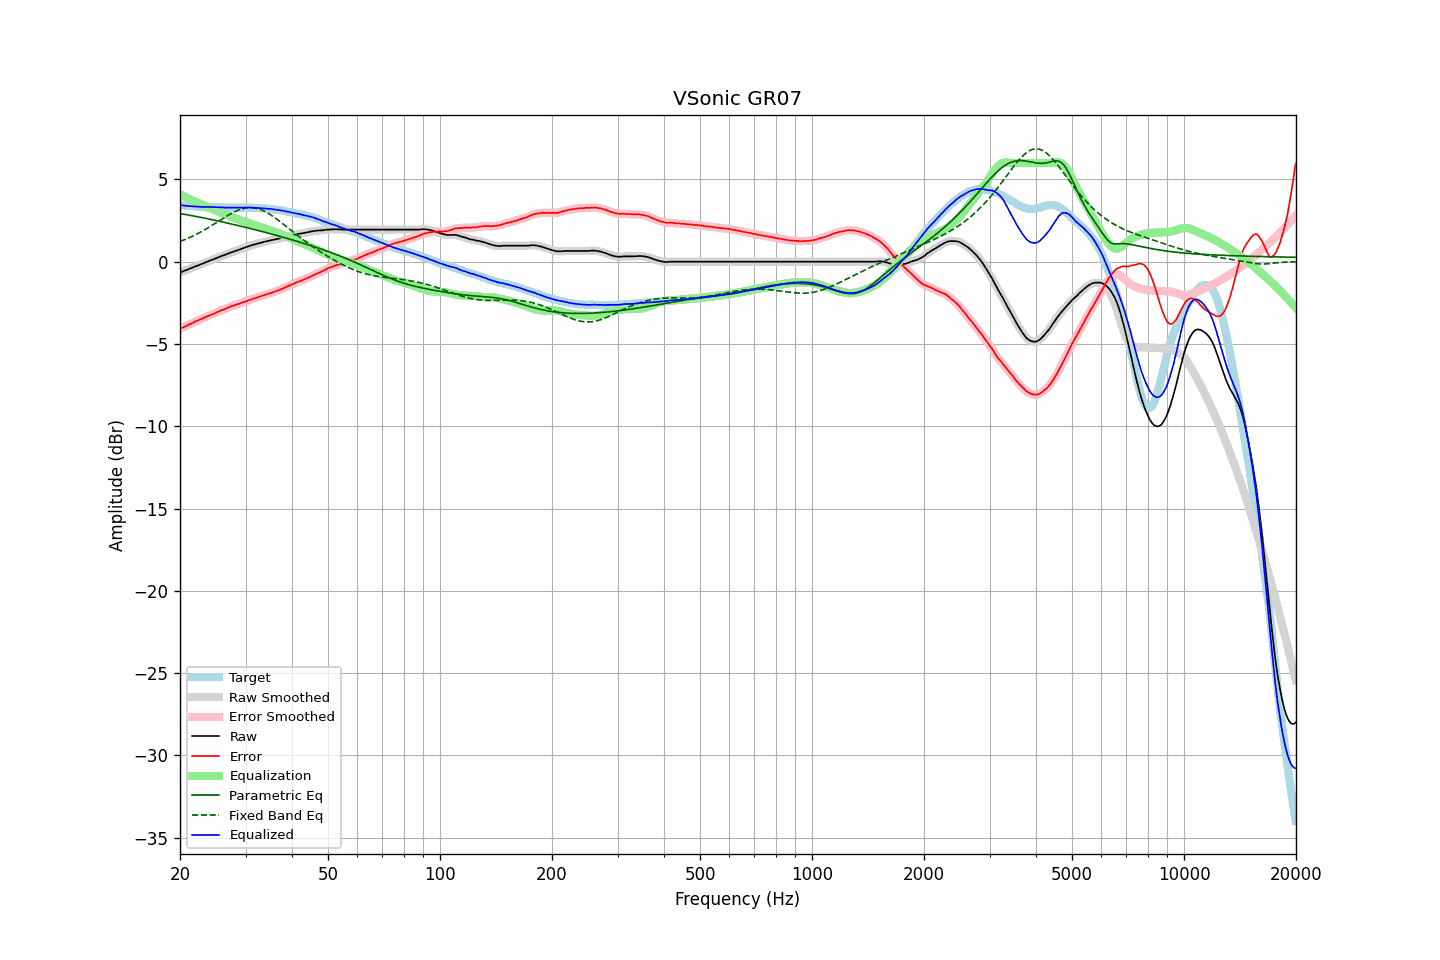 VSonic GR07
Amplitude (dBr)
5
0
−5
−10
−15
−20
−25
−30
−35
Target
Raw Smoothed
Error Smoothed
Raw
Error
Equalization
Parametric Eq
Fixed Band Eq
Equalized
20 50 100 200 500 1000 2000 5000 10000 20000
Frequency (Hz)